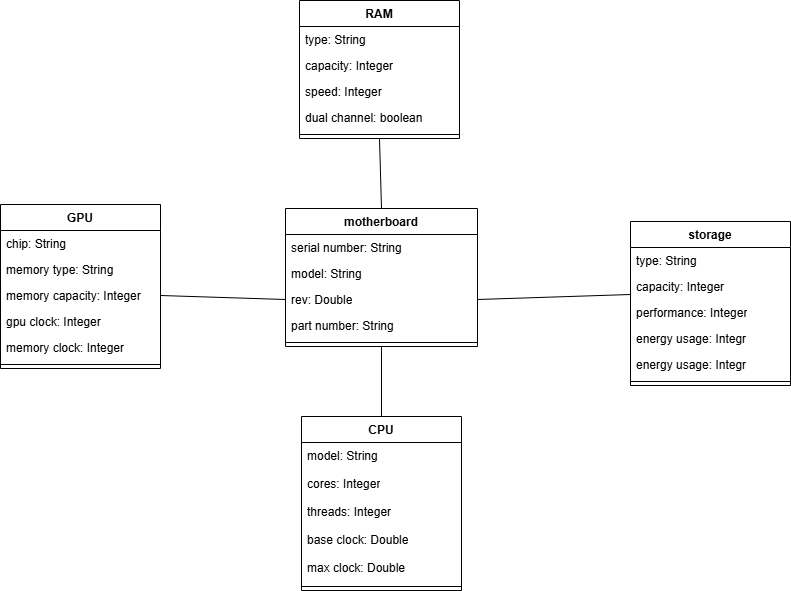 RAM
type: String
capacity: Integer
speed: Integer
dual channel: boolean
GPU
chip: String
memory type: String
memory capacity: Integer
gpu clock: Integer
memory clock: Integer
motherboard
serial number: String
model: String
rev: Double
part number: String
storage
type: String
capacity: Integer
performance: Integer
energy usage: Integr
energy usage: Integr
CPU
model: String
cores: Integer
threads: Integer
base clock: Double
max clock: Double